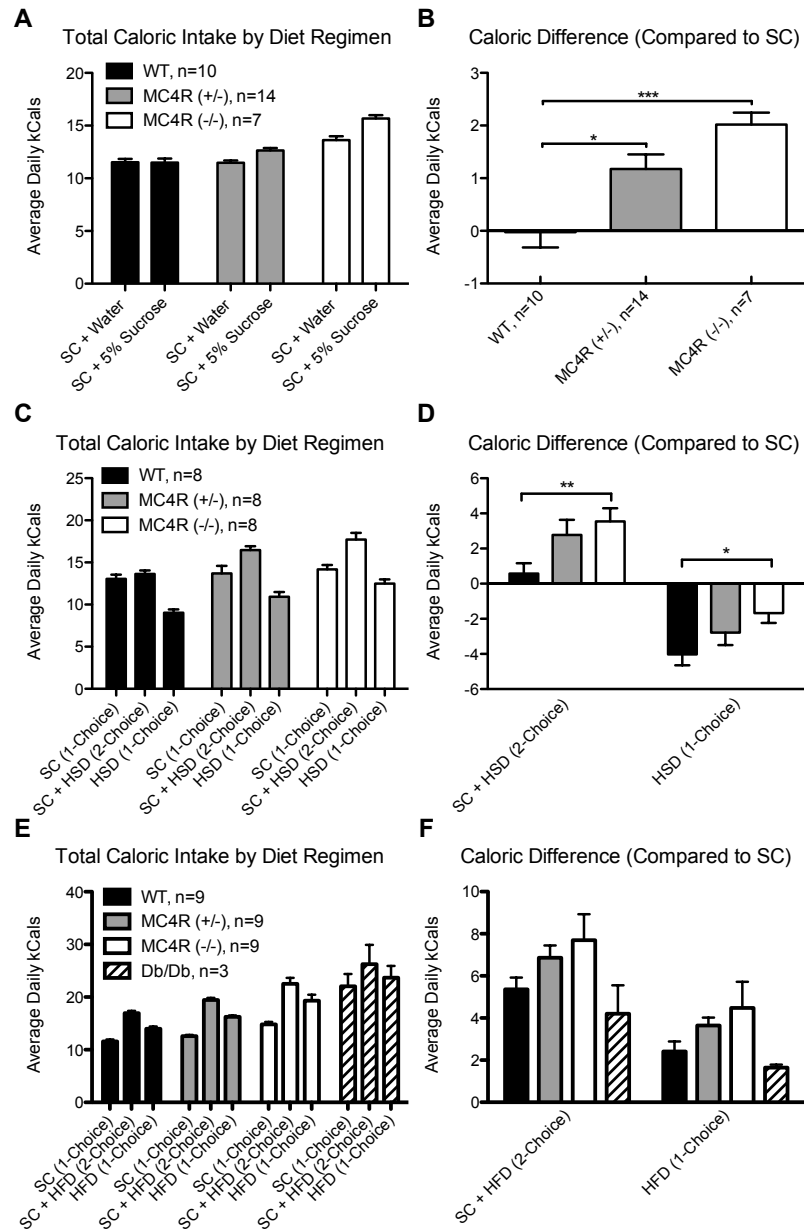 A
Total Caloric Intake by Diet Regimen
Average Daily kCals
20
15
10
5
0
WT, n=10
MC4R (+/-), n=14
MC4R (-/-), n=7
SC + Water
SC + 5% Sucrose
SC + Water
SC + 5% Sucrose
SC + Water
SC + 5% Sucrose
B
Caloric Difference (Compared to SC)
Average Daily kCals
3
2
1
0
-1
*
***
WT, n=10
MC4R (+/-), n=14
MC4R (-/-), n=7
C
Total Caloric Intake by Diet Regimen
Average Daily kCals
25
20
15
10
5
0
WT, n=8
MC4R (+/-), n=8
MC4R (-/-), n=8
SC (1-Choice)
SC + HSD (2-Choice)
HSD (1-Choice)
SC (1-Choice)
SC + HSD (2-Choice)
HSD (1-Choice)
SC (1-Choice)
SC + HSD (2-Choice)
HSD (1-Choice)
D
Caloric Difference (Compared to SC)
Average Daily kCals
6
4
2
0
-2
-4
-6
**
*
SC + HSD (2-Choice)
HSD (1-Choice)
E
Total Caloric Intake by Diet Regimen
Average Daily kCals
40
30
20
10
0
WT, n=9
MC4R (+/-), n=9
MC4R (-/-), n=9
Db/Db, n=3
SC (1-Choice)
SC + HFD (2-Choice)
HFD (1-Choice)
SC (1-Choice)
SC + HFD (2-Choice)
HFD (1-Choice)
SC (1-Choice)
SC + HFD (2-Choice)
HFD (1-Choice)
SC (1-Choice)
SC + HFD (2-Choice)
HFD (1-Choice)
F
Caloric Difference (Compared to SC)
Average Daily kCals
10
8
6
4
2
0
SC + HFD (2-Choice)
HFD (1-Choice)